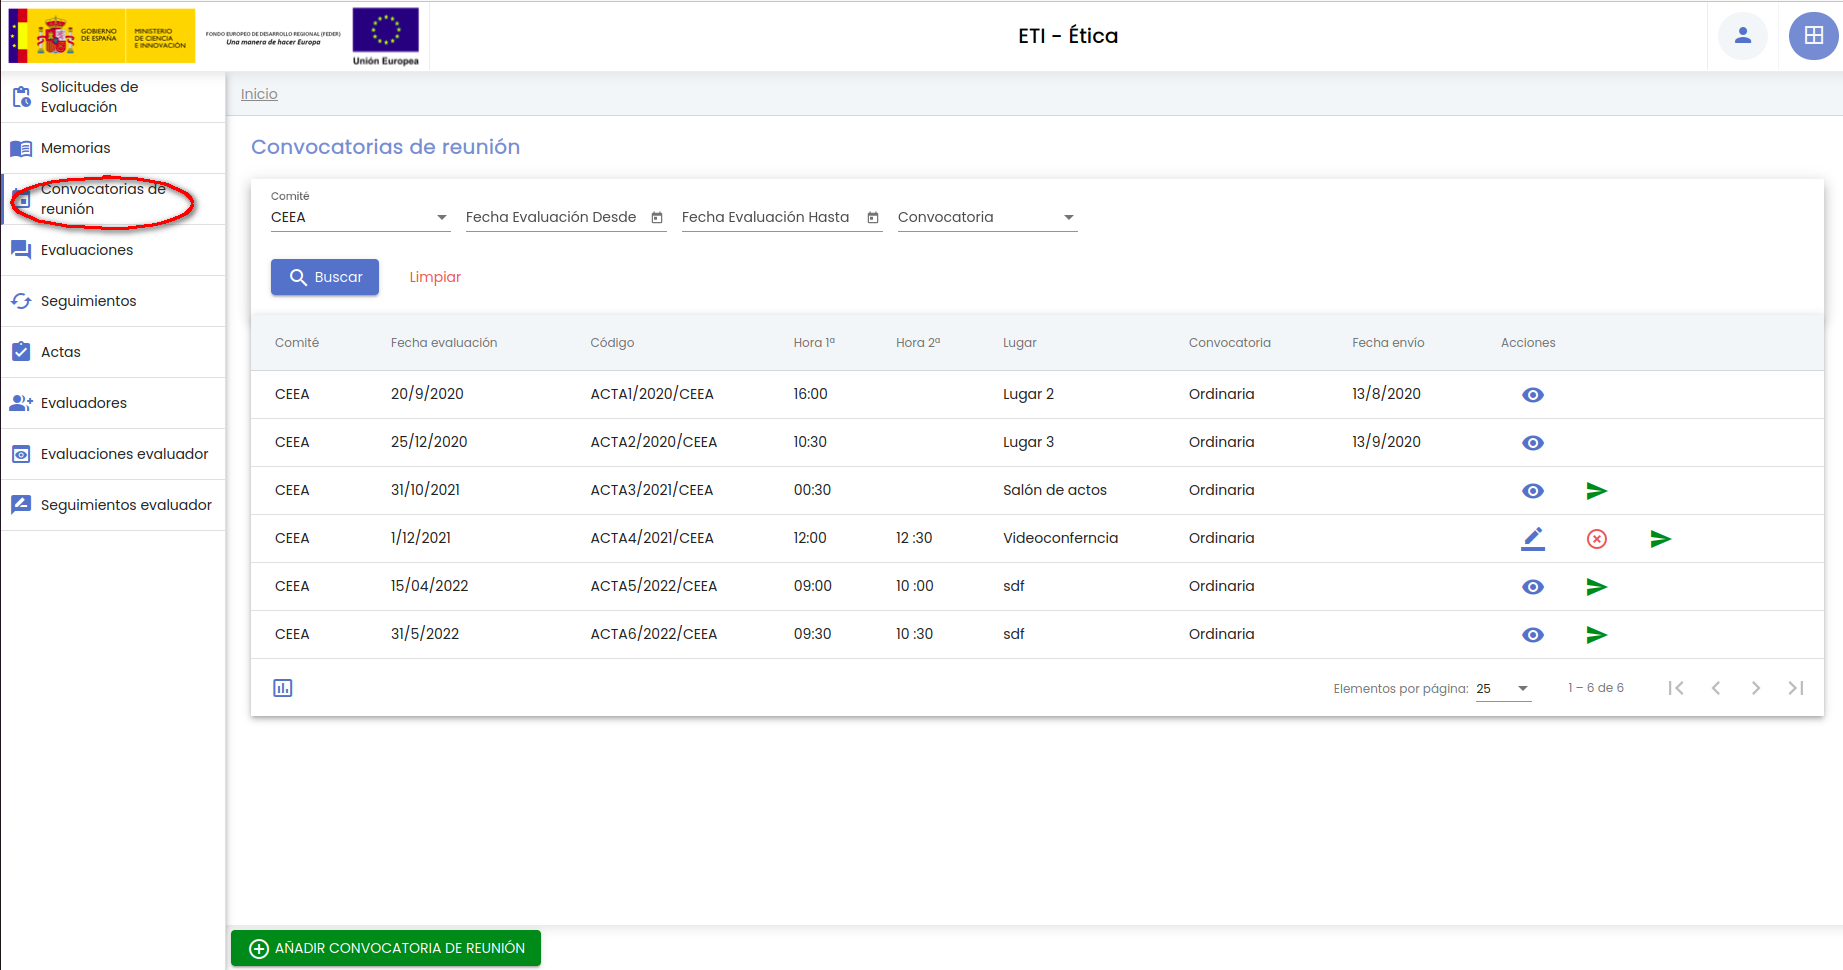 GOBIERNO
DE ESPAÑA
MINISTERIO
DE CIENCIA
E INNOVACIÓN
FONDO EUROPEO DE DESARROLLO REGIONAL (FEDER)
Una manera de hacer Europa
Unión Europea
ETI - Ética
Solicitudes de
Evaluación
Memorias
Convocatorias de
reunión
Evaluaciones
Seguimientos
Actas
Evaluadores
Evaluaciones evaluador
Seguimientos evaluador
Inicio
Convocatorias de reunión
Comité
CEEA Fecha Evaluación Desde Fecha Evaluación Hasta Convocatoria
Buscar Limpiar
Comité Fecha evaluación Código Hora 1ª Hora 2ª Lugar Convocatoria Fecha envío Acciones
CEEA 20/9/2020 ACTA1/2020/CEEA 16:00 Lugar 2 Ordinaria 13/8/2020
CEEA 25/12/2020 ACTA2/2020/CEEA 10:30 Lugar 3 Ordinaria 13/9/2020
CEEA 31/10/2021 ACTA3/2021/CEEA 00:30 Salón de actos Ordinaria
CEEA 1/12/2021 ACTA4/2021/CEEA 12:00 12 :30 Videoconferncia Ordinaria
CEEA 15/04/2022 ACTA5/2022/CEEA 09:00 10 :00 sdf Ordinaria
CEEA 31/5/2022 ACTA6/2022/CEEA 09:30 10 :30 sdf Ordinaria
Elementos por página: 25 1 – 6 de 6
AÑADIR CONVOCATORIA DE REUNIÓN